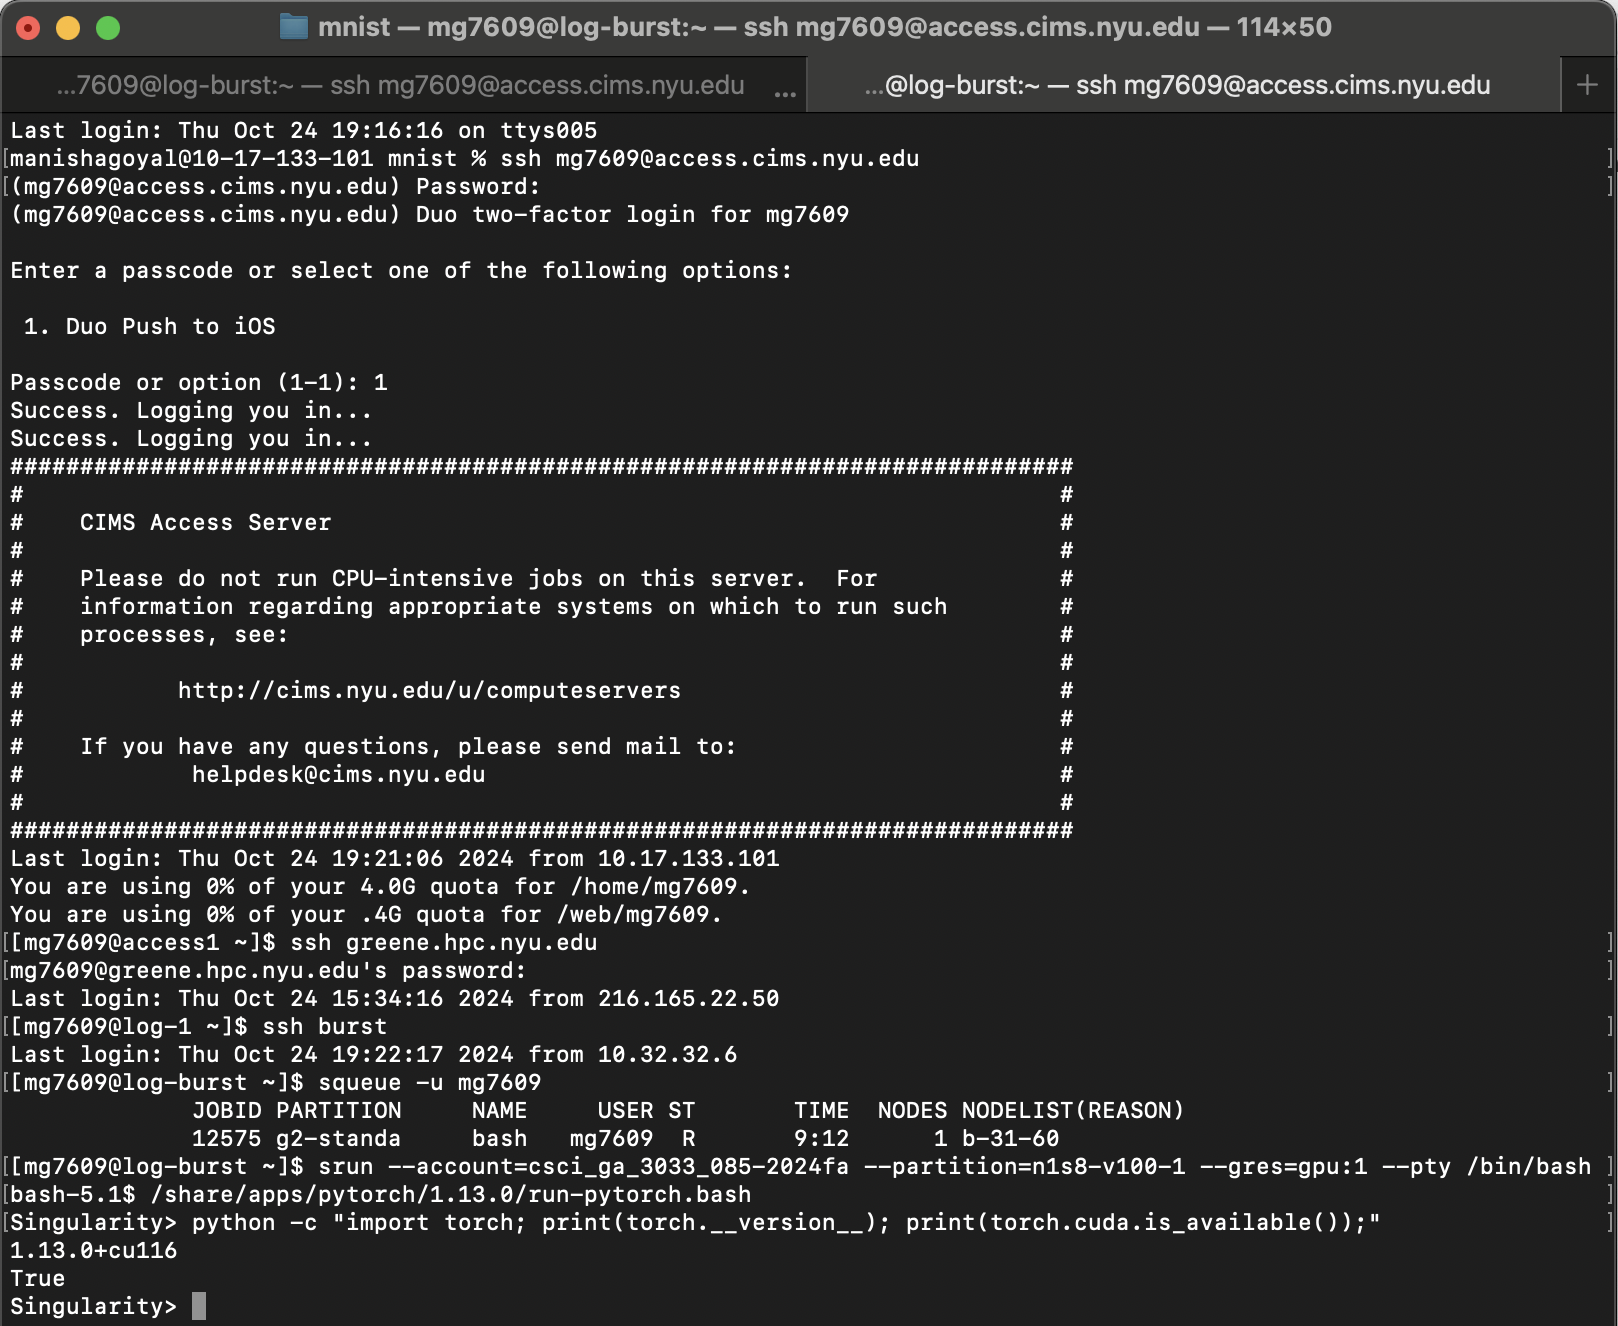 mnist — mg7609@log-burst:~ — ssh mg7609@access.cims.nyu.edu — 114×50
...7609@log-burst:~ — ssh mg7609@access.cims.nyu.edu ...
...@log-burst:~ — ssh mg7609@access.cims.nyu.edu +
Last login: Thu Oct 24 19:16:16 on ttys005
[manishagoyal@10-17-133-101 mnist % ssh mg7609@access.cims.nyu.edu ]
[(mg7609@access.cims.nyu.edu) Password: ]
(mg7609@access.cims.nyu.edu) Duo two-factor login for mg7609
Enter a passcode or select one of the following options:
1. Duo Push to iOS
Passcode or option (1-1): 1
Success. Logging you in...
Success. Logging you in...
############################################################################
# #
# CIMS Access Server #
# #
# Please do not run CPU-intensive jobs on this server.  For #
# information regarding appropriate systems on which to run such #
# processes, see: #
# #
# http://cims.nyu.edu/u/computeservers #
# #
# If you have any questions, please send mail to: #
# helpdesk@cims.nyu.edu #
# #
############################################################################
Last login: Thu Oct 24 19:21:06 2024 from 10.17.133.101
You are using 0% of your 4.0G quota for /home/mg7609.
You are using 0% of your .4G quota for /web/mg7609.
[[mg7609@access1 ~]$ ssh greene.hpc.nyu.edu ]
[mg7609@greene.hpc.nyu.edu's password: ]
Last login: Thu Oct 24 15:34:16 2024 from 216.165.22.50
[[mg7609@log-1 ~]$ ssh burst ]
Last login: Thu Oct 24 19:22:17 2024 from 10.32.32.6
[[mg7609@log-burst ~]$ squeue -u mg7609 ]
JOBID PARTITION     NAME     USER ST       TIME  NODES NODELIST(REASON)
12575 g2-standa     bash   mg7609  R       9:12      1 b-31-60
[[mg7609@log-burst ~]$ srun --account=csci_ga_3033_085-2024fa --partition=n1s8-v100-1 --gres=gpu:1 --pty /bin/bash ]
[bash-5.1$ /share/apps/pytorch/1.13.0/run-pytorch.bash ]
[Singularity> python -c "import torch; print(torch.__version__); print(torch.cuda.is_available());" ]
1.13.0+cu116
True
Singularity>